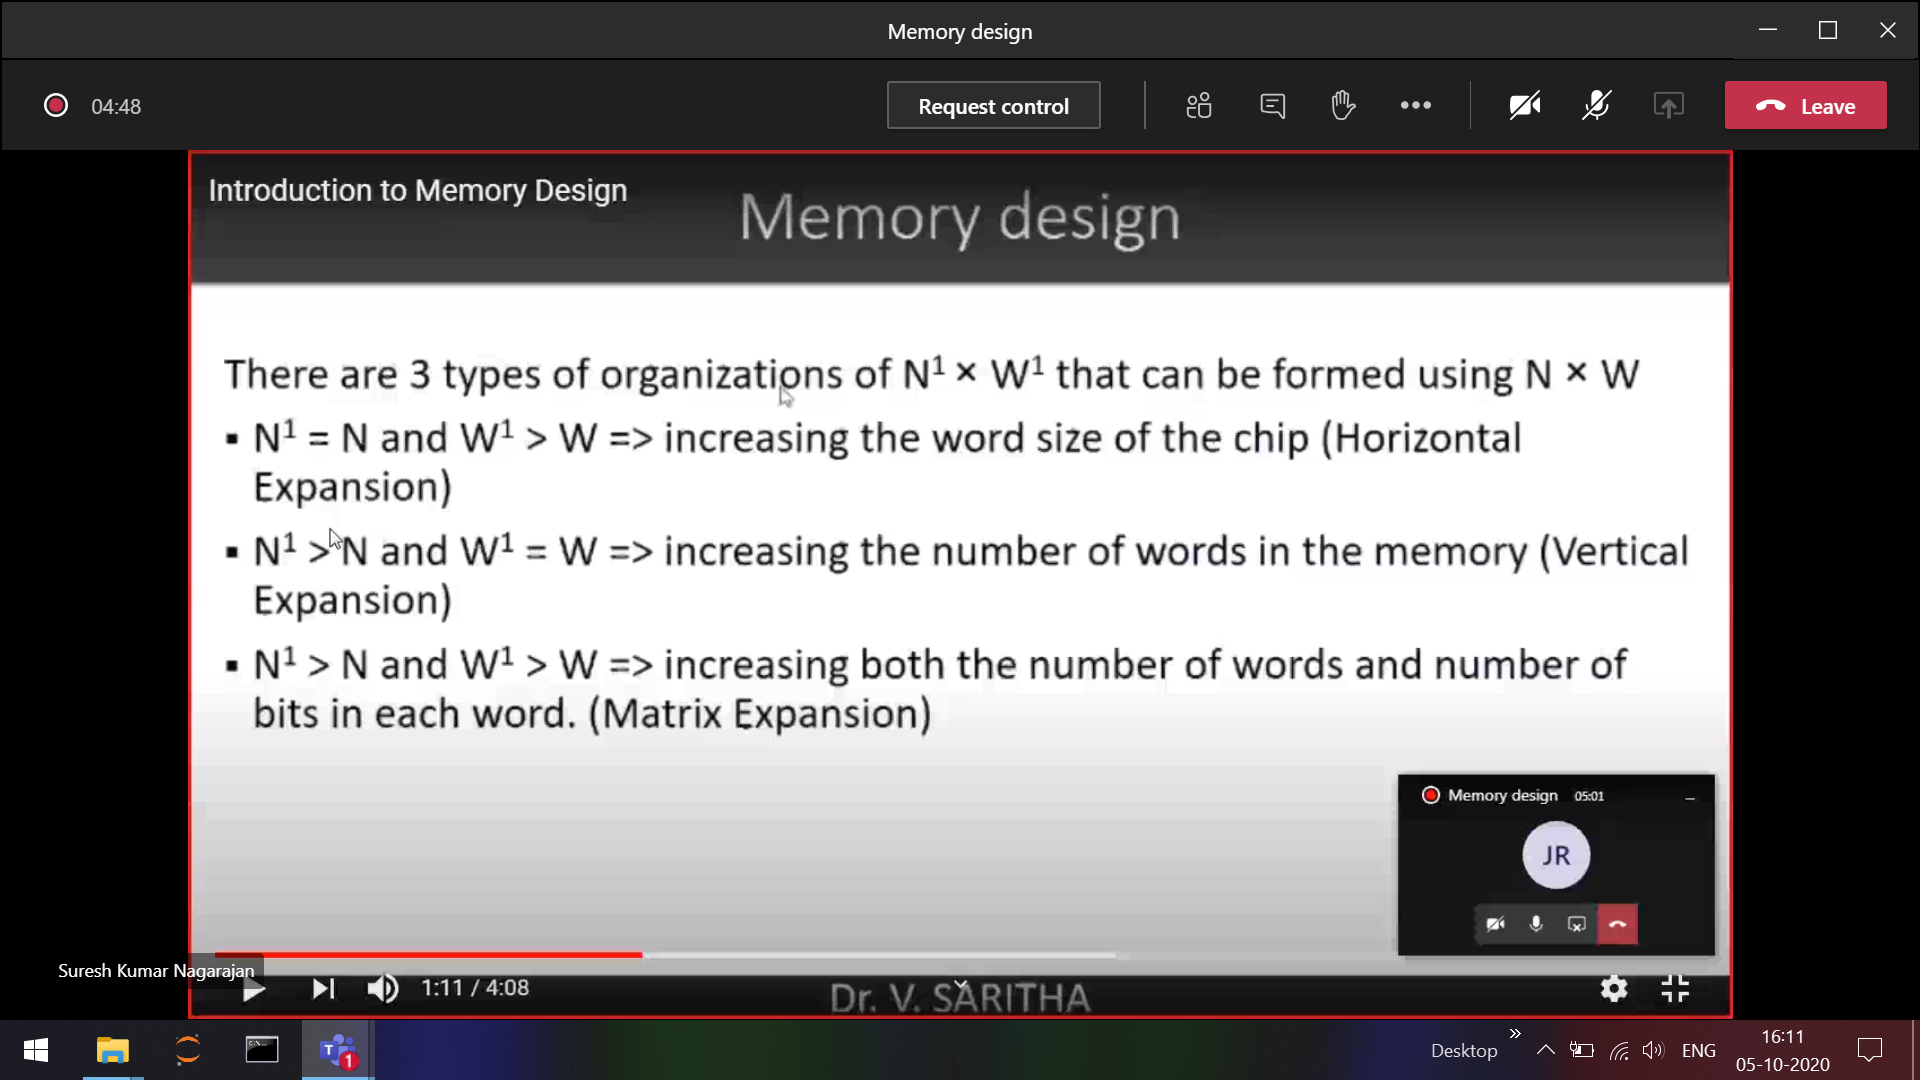 Memory design
04:48
Request control
Leave
Introduction to Memory Design
Memory design
There are 3 types of organizations of N¹ × W¹ that can be formed using N × W
▪ N¹ = N and W¹ > W => increasing the word size of the chip (Horizontal
Expansion)
▪ N¹ > N and W¹ = W => increasing the number of words in the memory (Vertical
Expansion)
▪ N¹ > N and W¹ > W => increasing both the number of words and number of
bits in each word. (Matrix Expansion)
Memory design 05:01
JR
Suresh Kumar Nagarajan
1:11 / 4:08
Dr. V. SARITHA
T 1
Desktop
ENG
16:11
05-10-2020